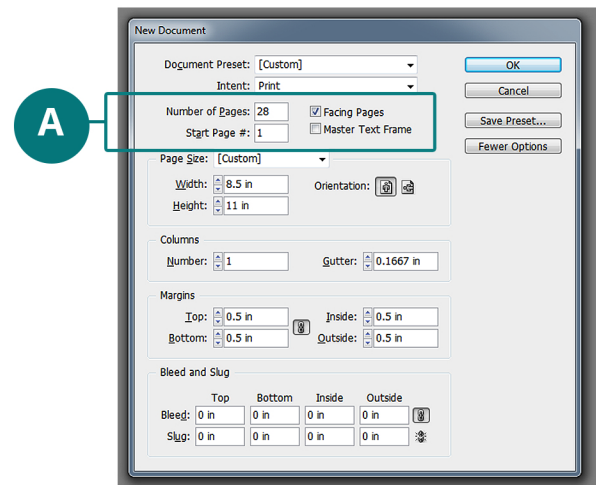 New Document
Document Preset: [Custom]
OK
Intent: Print
Cancel
A
Number of Pages: 28
Facing Pages
Save Preset...
Start Page #: 1
Master Text Frame
Fewer Options
Page Size: [Custom]
Width: 8.5 in
Orientation:
Height: 11 in
Columns
Number: 1
Gutter: 0.1667 in
Margins
Top: 0.5 in
Inside: 0.5 in
Bottom: 0.5 in
Outside: 0.5 in
Bleed and Slug
Top Bottom Inside Outside
Bleed: 0 in 0 in 0 in 0 in
Slug: 0 in 0 in 0 in 0 in